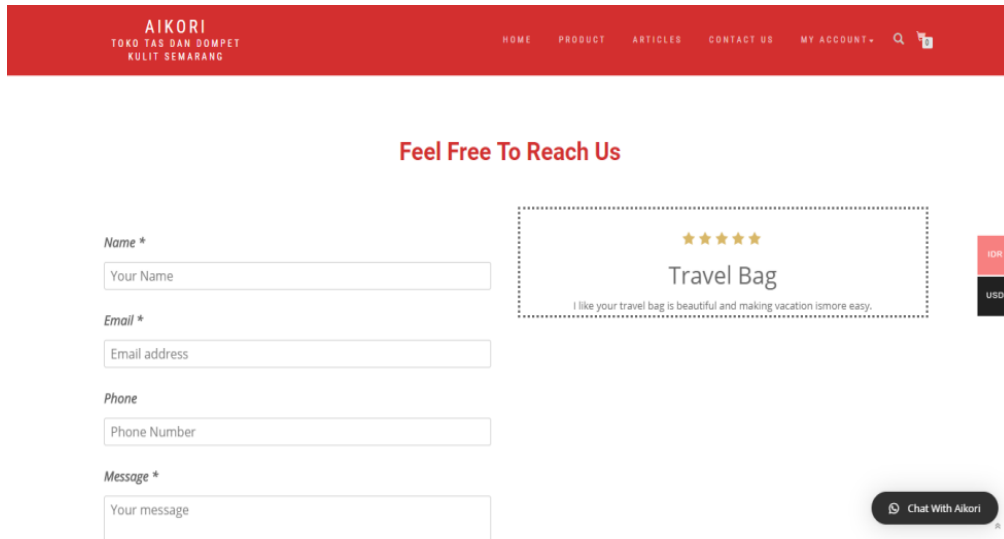 AIKORI
TOKO TAS DAN DOMPET
KULIT SEMARANG
HOME PRODUCT ARTICLES CONTACT US MY ACCOUNT
0
Feel Free To Reach Us
Name *
Your Name
Email *
Email address
Phone
Phone Number
Message *
Your message
Travel Bag
I like your travel bag is beautiful and making vacation ismore easy.
IDR
USD
Chat With Aikori